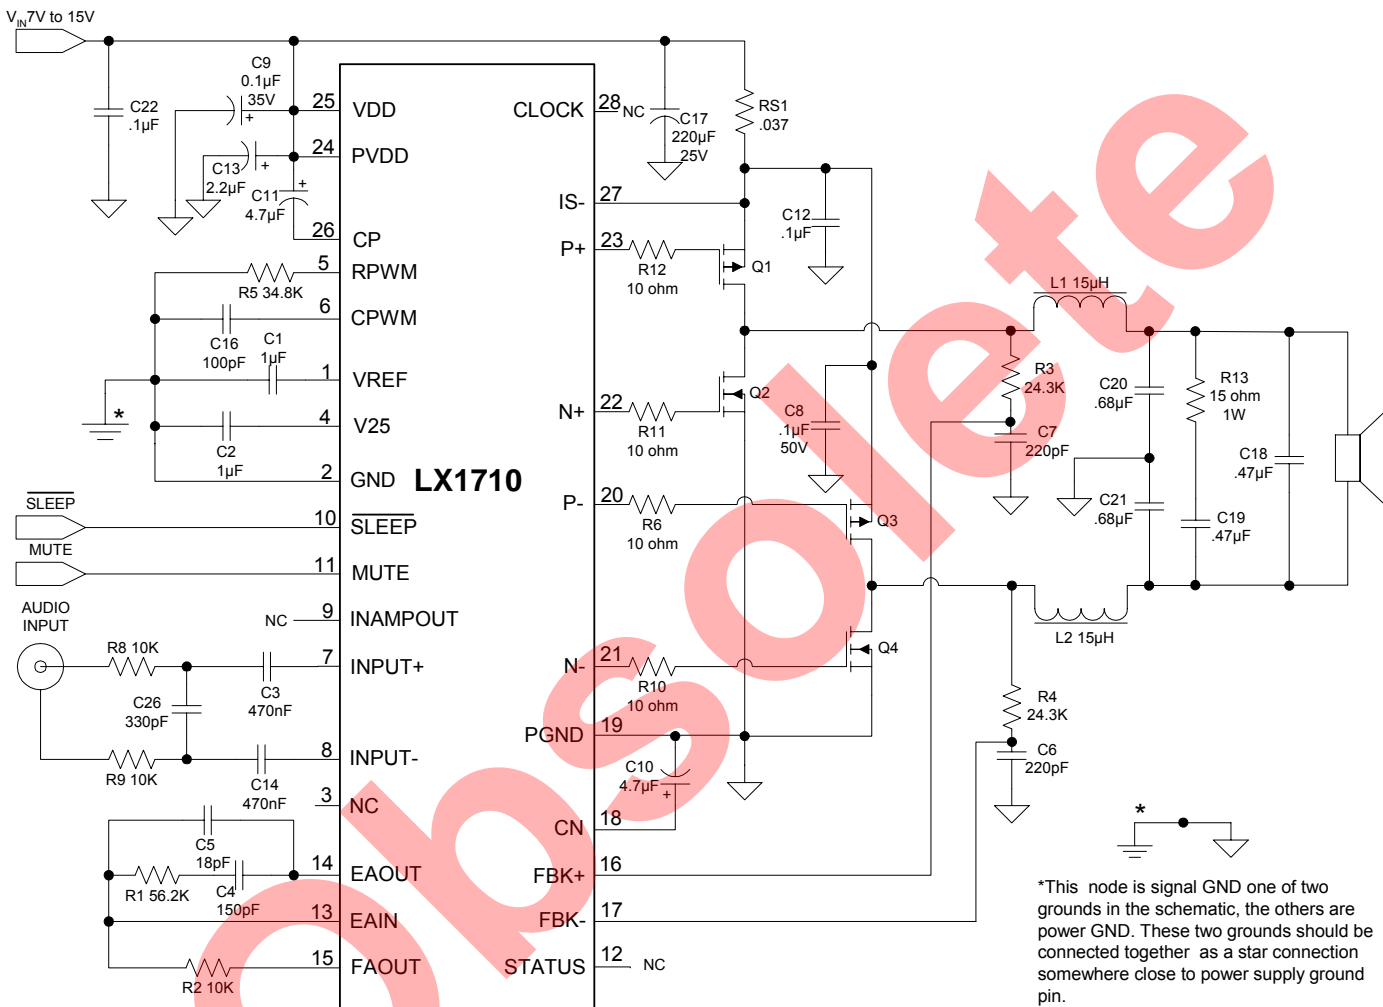 V_IN 7V to 15V
C9
0.1µF
35V
C22
.1µF
C13
2.2µF
C11
4.7µF
25 VDD
24 PVDD
26 CP
5 RPWM
R5 34.8K
6 CPWM
C16
100pF
C1
1µF
1 VREF
4 V25
C2
1µF
2 GND
*
LX1710
SLEEP
10 SLEEP
MUTE
11 MUTE
AUDIO
INPUT
NC 9 INAMPOUT
R8 10K
7 INPUT+
C3
470nF
C26
330pF
8 INPUT-
R9 10K
C14
470nF
3 NC
C5
18pF
14 EAOUT
R1 56.2K
C4
150pF
13 EAIN
15 FAOUT
R2 10K
CLOCK 28 NC
C17
220µF
25V
RS1
.037
IS- 27
C12
.1µF
P+ 23
R12
10 ohm
Q1
N+ 22
R11
10 ohm
Q2
C8
.1µF
50V
P- 20
R6
10 ohm
Q3
N- 21
R10
10 ohm
Q4
PGND 19
C10
4.7µF
CN 18
FBK+ 16
FBK- 17
STATUS 12 NC
L1 15µH
R3
24.3K
C7
220pF
C20
.68µF
R13
15 ohm
1W
C18
.47µF
C21
.68µF
C19
.47µF
L2 15µH
R4
24.3K
C6
220pF
*
*This node is signal GND one of two
grounds in the schematic, the others are
power GND. These two grounds should be
connected together as a star connection
somewhere close to power supply ground
pin.
Obsolete